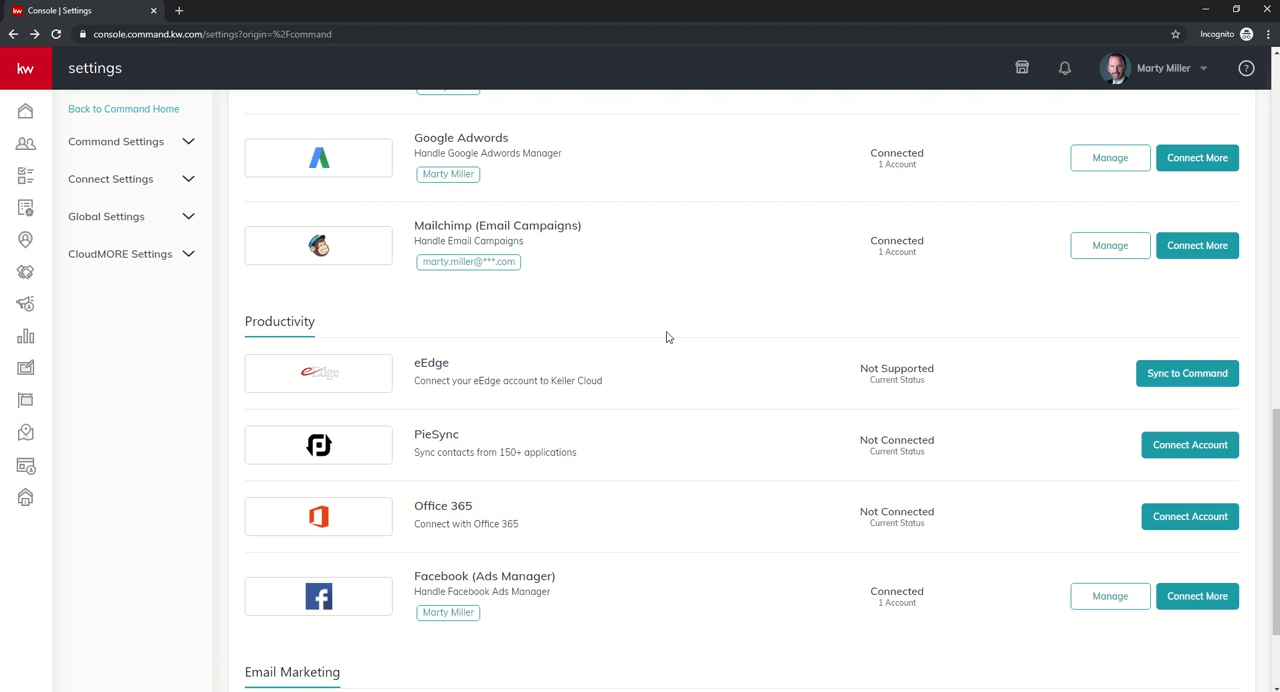 kw Console | Settings
console.command.kw.com/settings?origin=%2Fcommand
Incognito
kw
settings
Marty Miller
Back to Command Home
Command Settings
Connect Settings
Global Settings
CloudMORE Settings
Google Adwords
Handle Google Adwords Manager
Marty Miller
Connected
1 Account
Manage
Connect More
Mailchimp (Email Campaigns)
Handle Email Campaigns
marty.miller@***.com
Connected
1 Account
Manage
Connect More
Productivity
eEdge
eEdge
Connect your eEdge account to Keller Cloud
Not Supported
Current Status
Sync to Command
PieSync
Sync contacts from 150+ applications
Not Connected
Current Status
Connect Account
Office 365
Connect with Office 365
Not Connected
Current Status
Connect Account
Facebook (Ads Manager)
Handle Facebook Ads Manager
Marty Miller
Connected
1 Account
Manage
Connect More
Email Marketing